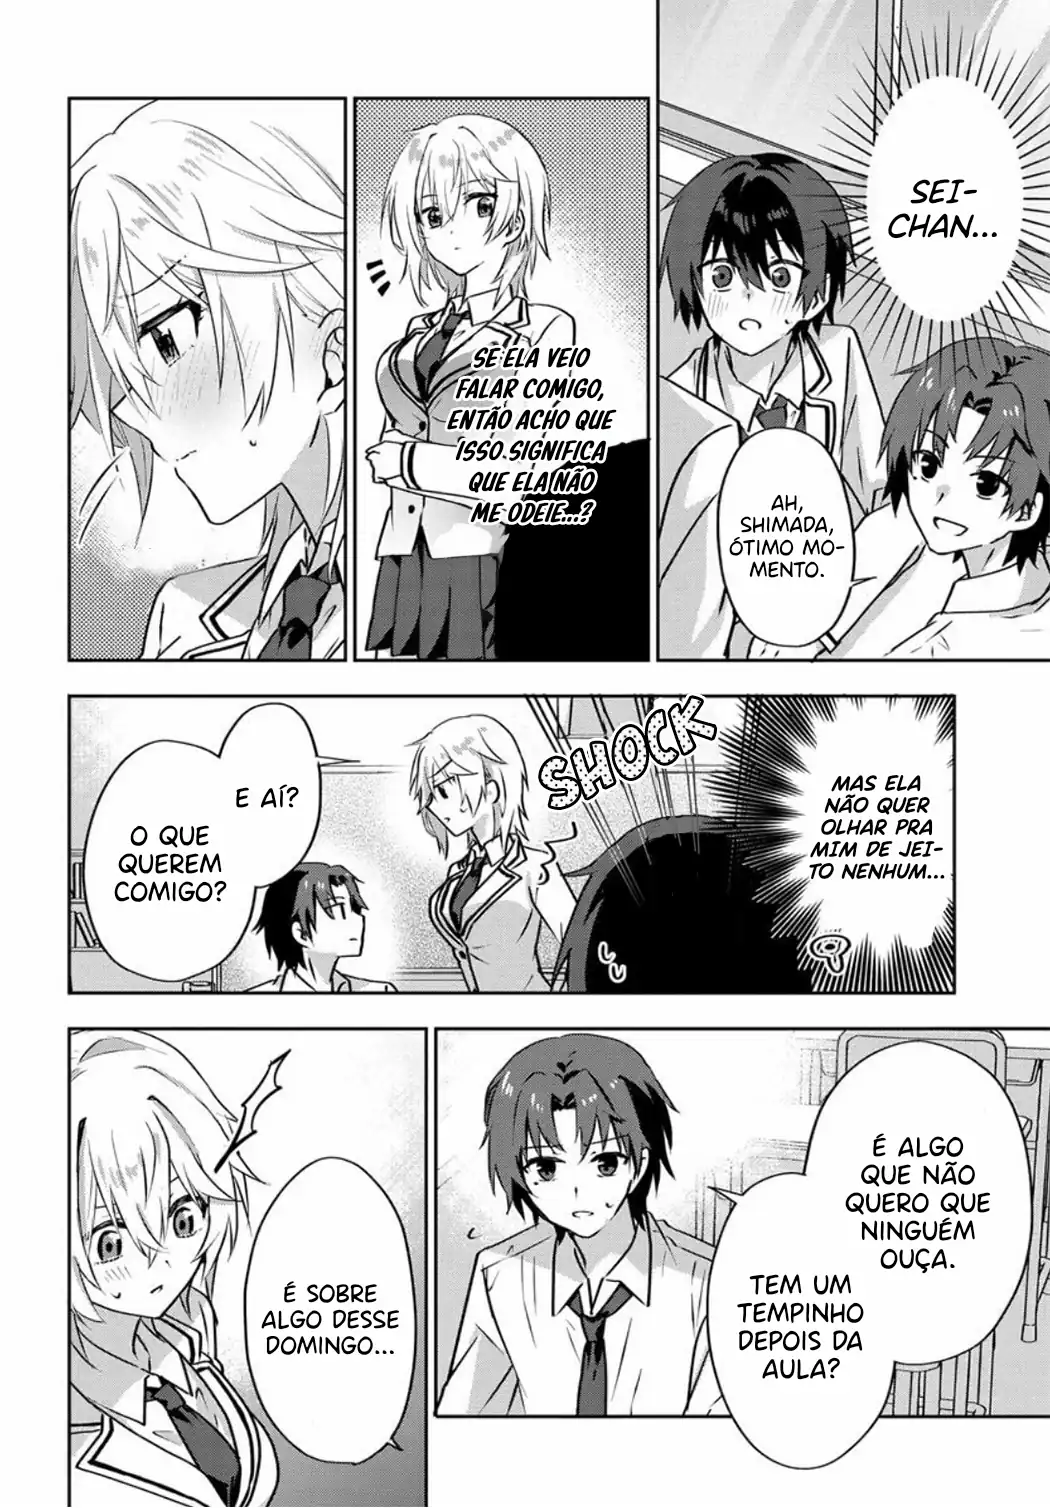 SEI-
CHAN...
AH,
SHIMADA,
ÓTIMO MO-
MENTO.
SE ELA VEIO
FALAR COMIGO,
ENTÃO ACHO QUE
ISSO SIGNIFICA
QUE ELA NÃO
ME ODEIE...?
MAS ELA
NÃO QUER
OLHAR PRA
MIM DE JEI-
TO NENHUM...
SHOCK
E AÍ?
O QUE
QUEREM
COMIGO?
É ALGO
QUE NÃO
QUERO QUE
NINGUÉM
OUÇA.
TEM UM
TEMPINHO
DEPOIS DA
AULA?
É SOBRE
ALGO DESSE
DOMINGO...